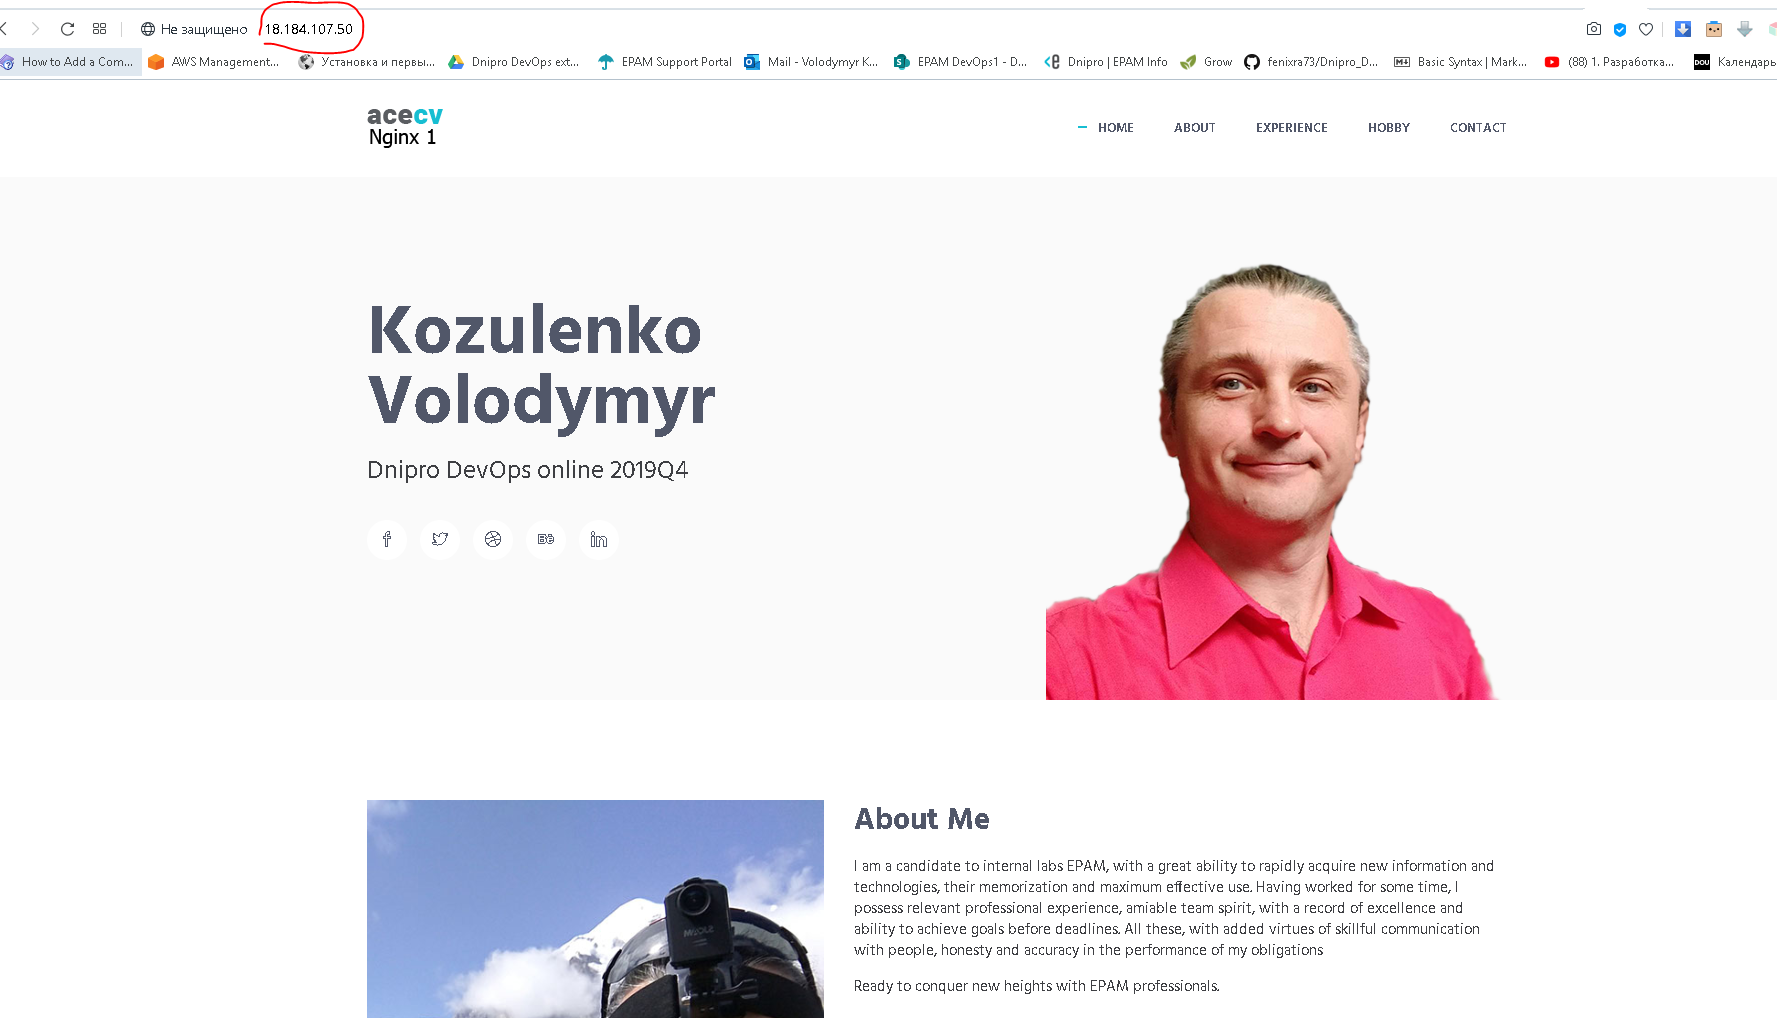 Не защищено 18.184.107.50
How to Add a Com... AWS Management... Установка и первы... Dnipro DevOps ext... EPAM Support Portal Mail - Volodymyr K... EPAM DevOps1 - D... Dnipro | EPAM Info Grow fenixra73/Dnipro_D... Basic Syntax | Mark... (88) 1. Разработка... DOU Календарь
acecv
Nginx 1
HOME ABOUT EXPERIENCE HOBBY CONTACT
Kozulenko
Volodymyr
Dnipro DevOps online 2019Q4
About Me
I am a candidate to internal labs EPAM, with a great ability to rapidly acquire new information and
technologies, their memorization and maximum effective use. Having worked for some time, I
possess relevant professional experience, amiable team spirit, with a record of excellence and
ability to achieve goals before deadlines. All these, with added virtues of skillful communication
with people, honesty and accuracy in the performance of my obligations
Ready to conquer new heights with EPAM professionals.